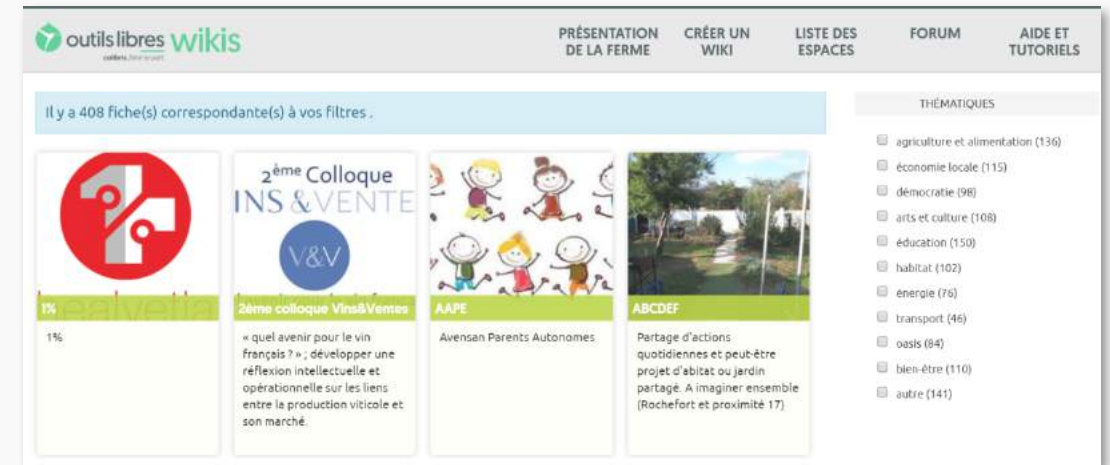 outils libres wikis
PRÉSENTATION
DE LA FERME
CRÉER UN
WIKI
LISTE DES
ESPACES
FORUM
AIDE ET
TUTORIELS
Il y a 408 fiche(s) correspondante(s) à vos filtres .
1%
1%
2ème Colloque
INS & VENTE
V&V
2ème colloque Vins&Ventes
« quel avenir pour le vin
français ? » ; développer une
réflexion intellectuelle et
opérationnelle sur les liens
entre la production viticole et
son marché.
AAPE
Avensan Parents Autonomes
ABCDEF
Partage d'actions
quotidiennes et peut-être
projet d'abitat ou jardin
partagé. A imaginer ensemble
(Rochefort et proximité 17)
THÉMATIQUES
agriculture et alimentation (136)
économie locale (115)
démocratie (98)
arts et culture (108)
éducation (150)
habitat (102)
énergie (76)
transport (46)
oasis (84)
bien-être (110)
autre (141)